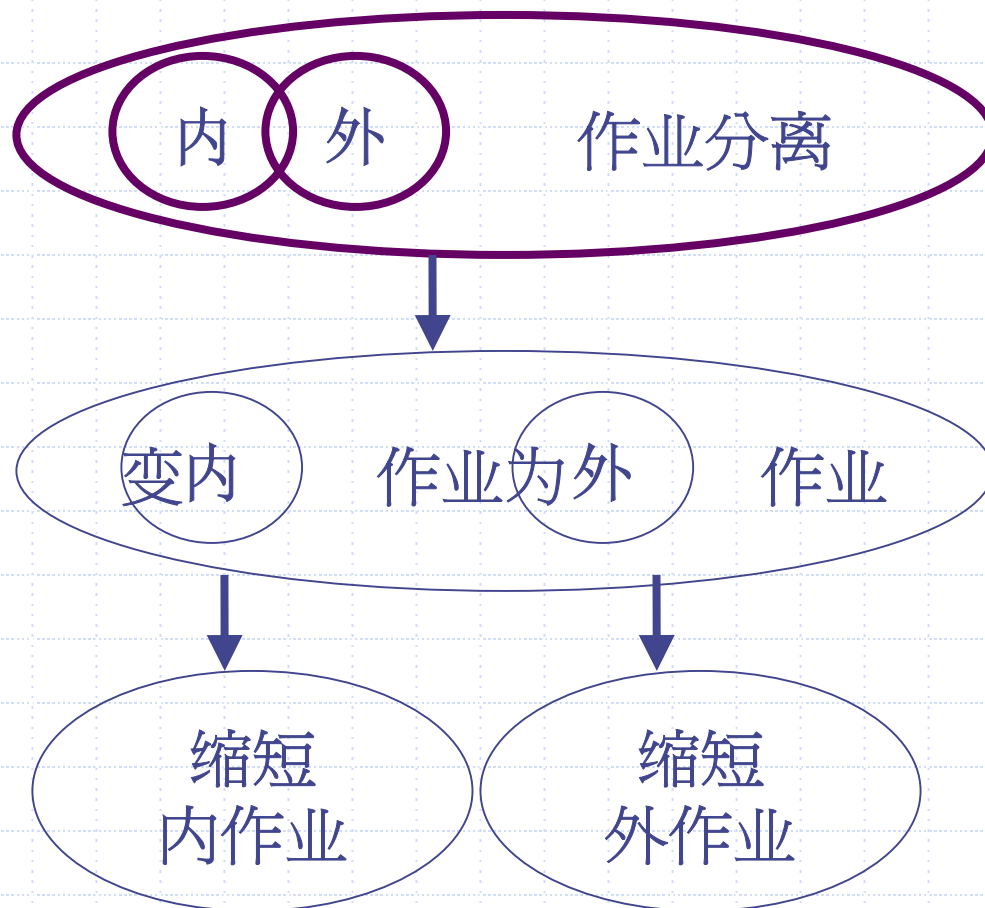 内 外 作业分离
变内 作业为外 作业
缩短
内作业
缩短
外作业